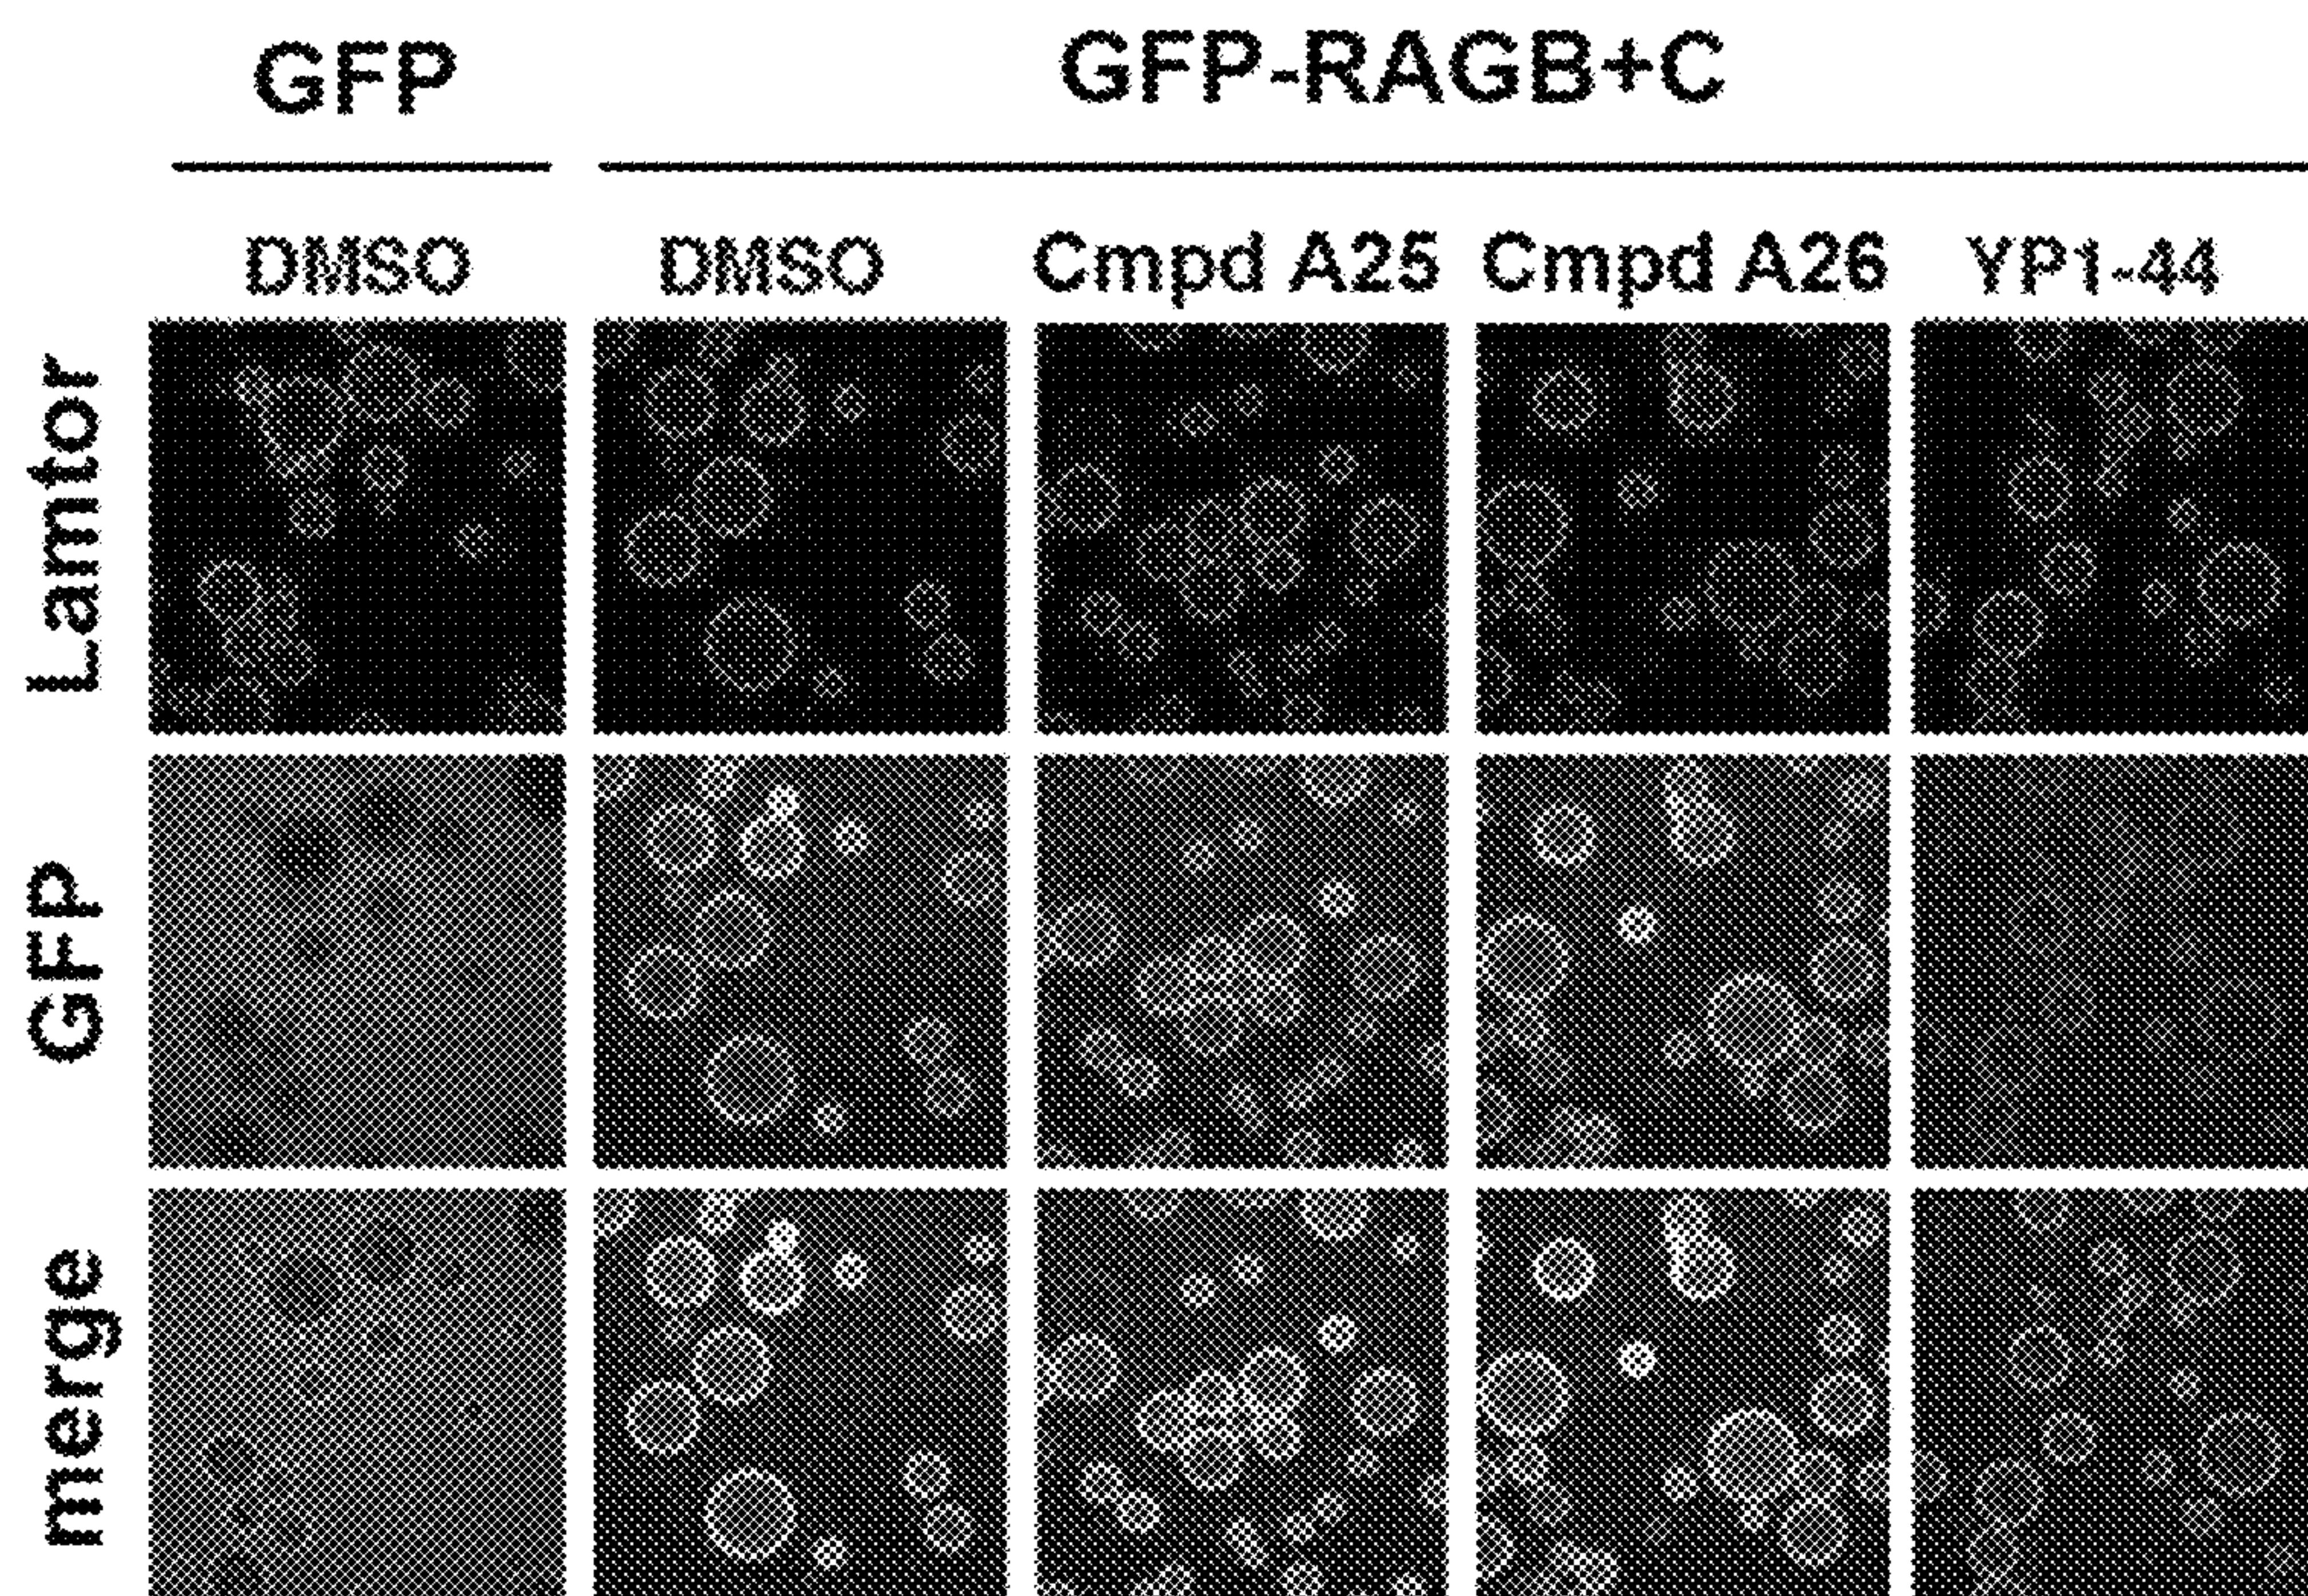 GFP GFP-RAGB+C
DMSO DMSO Cmpd A25 Cmpd A26 YP1-44
Lamtor
GFP
merge